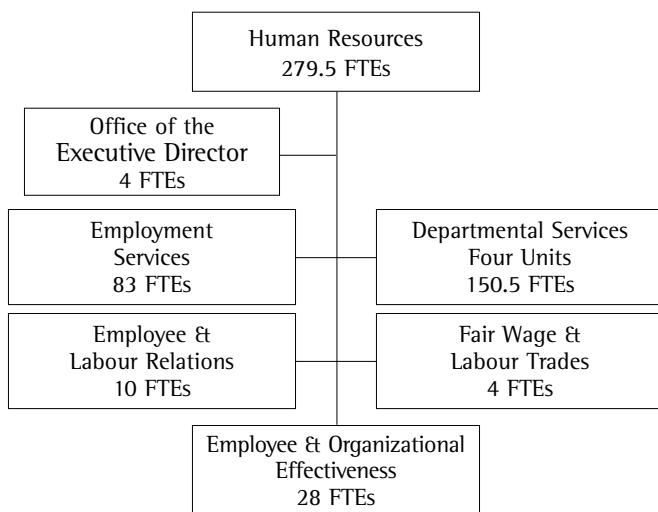 Human Resources
279.5 FTEs
Office of the
Executive Director
4 FTEs
Employment
Services
83 FTEs
Departmental Services
Four Units
150.5 FTEs
Employee &
Labour Relations
10 FTEs
Fair Wage &
Labour Trades
4 FTEs
Employee & Organizational
Effectiveness
28 FTEs